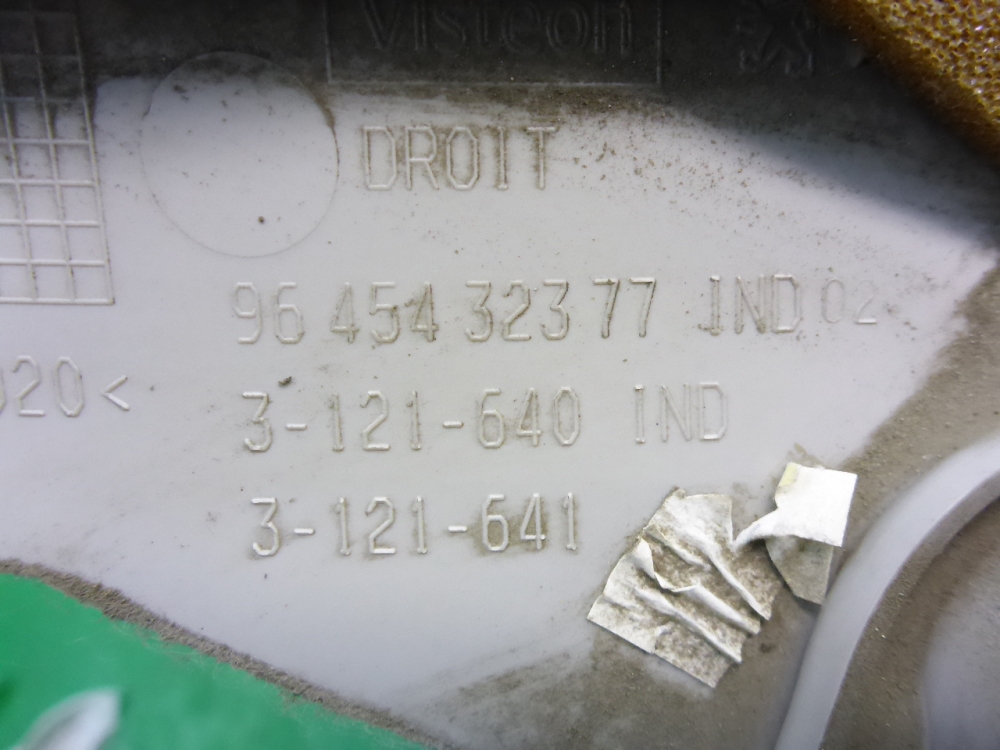 Visteon
DROIT
96 454 323 77 IND 02
020<
3-121-640 IND
3-121-641